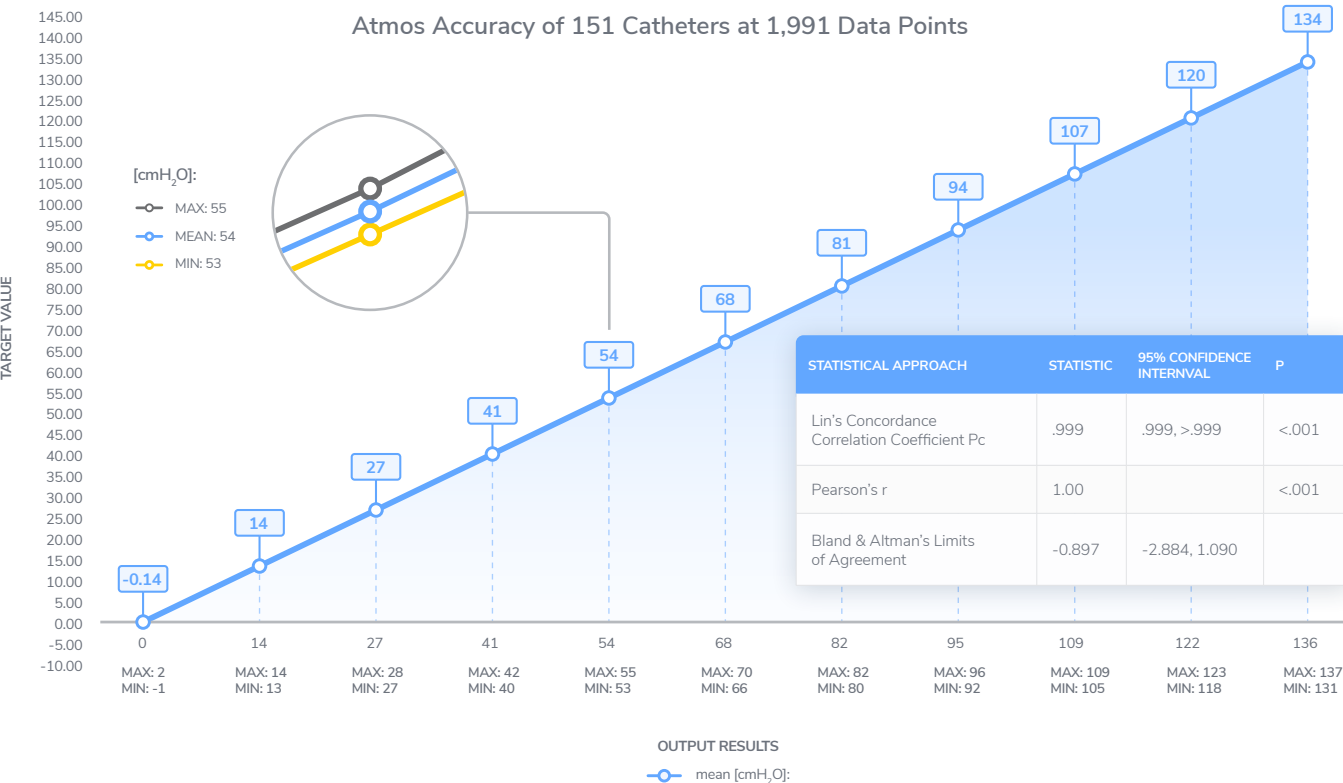 Atmos Accuracy of 151 Catheters at 1,991 Data Points
145.00
140.00
135.00
130.00
125.00
120.00
115.00
110.00
105.00
100.00
95.00
90.00
85.00
80.00
75.00
70.00
65.00
60.00
55.00
50.00
45.00
40.00
35.00
30.00
25.00
20.00
15.00
10.00
5.00
0.00
-5.00
-10.00
TARGET VALUE
[cmH₂O]:
MAX: 55
MEAN: 54
MIN: 53
-0.14
14
27
41
54
68
81
94
107
120
134
STATISTICAL APPROACH STATISTIC 95% CONFIDENCE INTERNVAL P
Lin's Concordance
Correlation Coefficient Pc .999 .999, >.999 <.001
Pearson's r 1.00 <.001
Bland & Altman's Limits
of Agreement -0.897 -2.884, 1.090
0 14 27 41 54 68 82 95 109 122 136
MAX: 2 MAX: 14 MAX: 28 MAX: 42 MAX: 55 MAX: 70 MAX: 82 MAX: 96 MAX: 109 MAX: 123 MAX: 137
MIN: -1 MIN: 13 MIN: 27 MIN: 40 MIN: 53 MIN: 66 MIN: 80 MIN: 92 MIN: 105 MIN: 118 MIN: 131
OUTPUT RESULTS
mean [cmH₂O]: